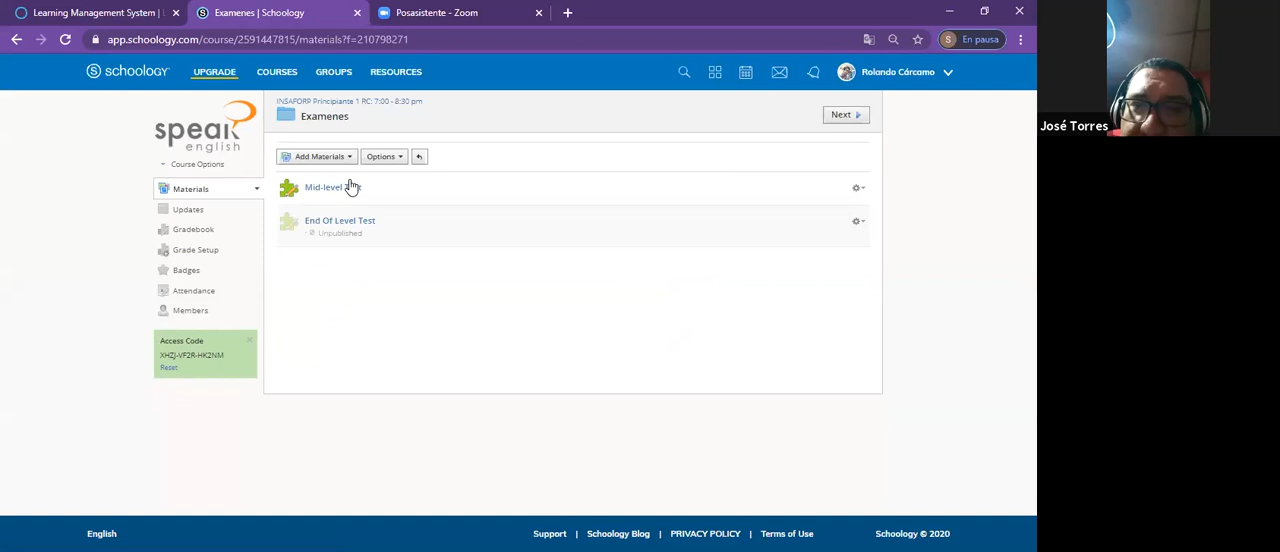 Learning Management System | L
Examenes | Schoology
Posasistente - Zoom
app.schoology.com/course/2591447815/materials?f=210798271
S
En pausa
schoology
UPGRADE
COURSES
GROUPS
RESOURCES
Rolando Cárcamo
José Torres
speak
english
Course Options
Materials
Updates
Gradebook
Grade Setup
Badges
Attendance
Members
Access Code
XHZJ-VF2R-HK2NM
Reset
INSAFORP Principiante 1 RC: 7:00 - 8:30 pm
Examenes
Next
Add Materials
Options
Mid-level
End Of Level Test
Unpublished
English
Support | Schoology Blog | PRIVACY POLICY | Terms of Use
Schoology © 2020